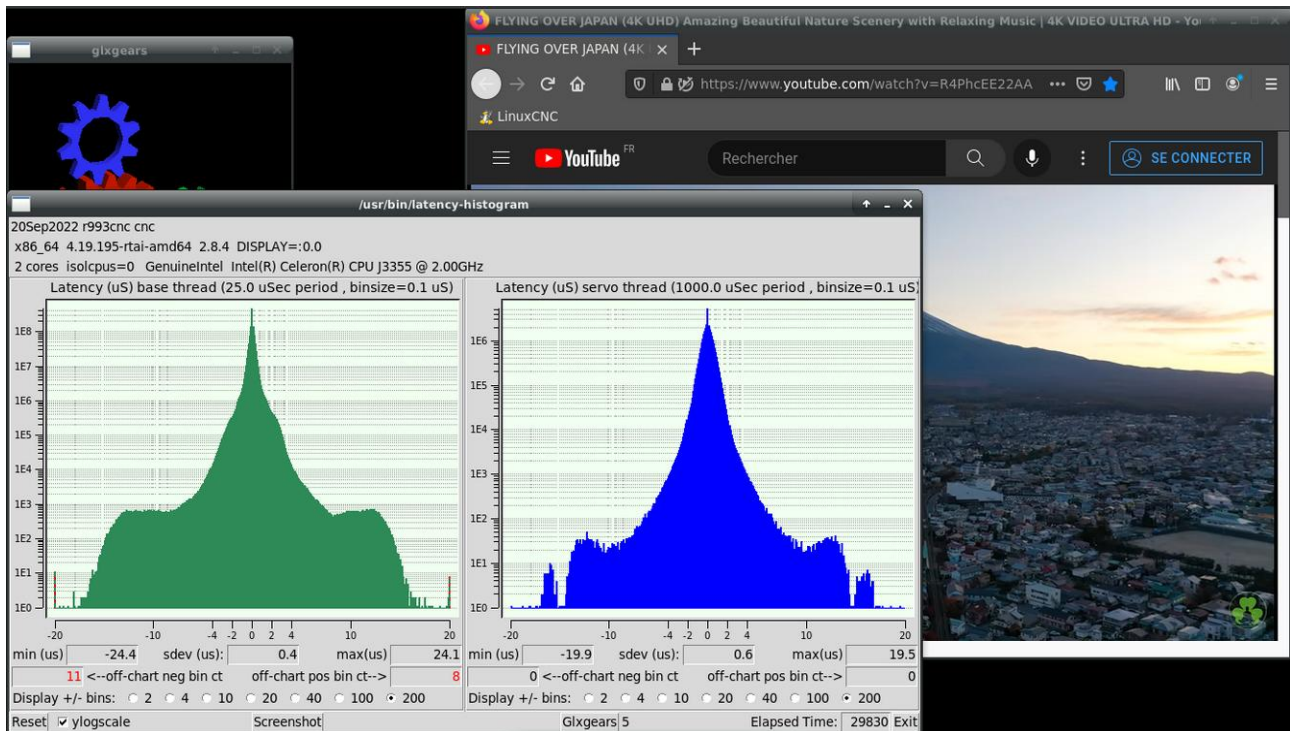 FLYING OVER JAPAN (4K UHD) Amazing Beautiful Nature Scenery with Relaxing Music | 4K VIDEO ULTRA HD - You
glxgears
FLYING OVER JAPAN (4K
https://www.youtube.com/watch?v=R4PhcEE22AA
LinuxCNC
YouTube FR
Rechercher
SE CONNECTER
/usr/bin/latency-histogram
20Sep2022 r993cnc cnc
x86_64 4.19.195-rtai-amd64 2.8.4 DISPLAY=:0.0
2 cores isolcpus=0 GenuineIntel Intel(R) Celeron(R) CPU J3355 @ 2.00GHz
Latency (uS) base thread (25.0 uSec period , binsize=0.1 uS)
1E8
1E7
1E6
1E5
1E4
1E3
1E2
1E1
1E0
-20 -10 -4 -2 0 2 4 10 20
min (us) -24.4 sdev (us): 0.4 max(us) 24.1
11 <--off-chart neg bin ct off-chart pos bin ct--> 8
Display +/- bins: 2 4 10 20 40 100 200
Latency (uS) servo thread (1000.0 uSec period , binsize=0.1 uS)
1E6
1E5
1E4
1E3
1E2
1E1
1E0
-20 -10 -4 -2 0 2 4 10 20
min (us) -19.9 sdev (us): 0.6 max(us) 19.5
0 <--off-chart neg bin ct off-chart pos bin ct--> 0
Display +/- bins: 2 4 10 20 40 100 200
Reset ylogscale Screenshot Glxgears 5 Elapsed Time: 29830 Exit